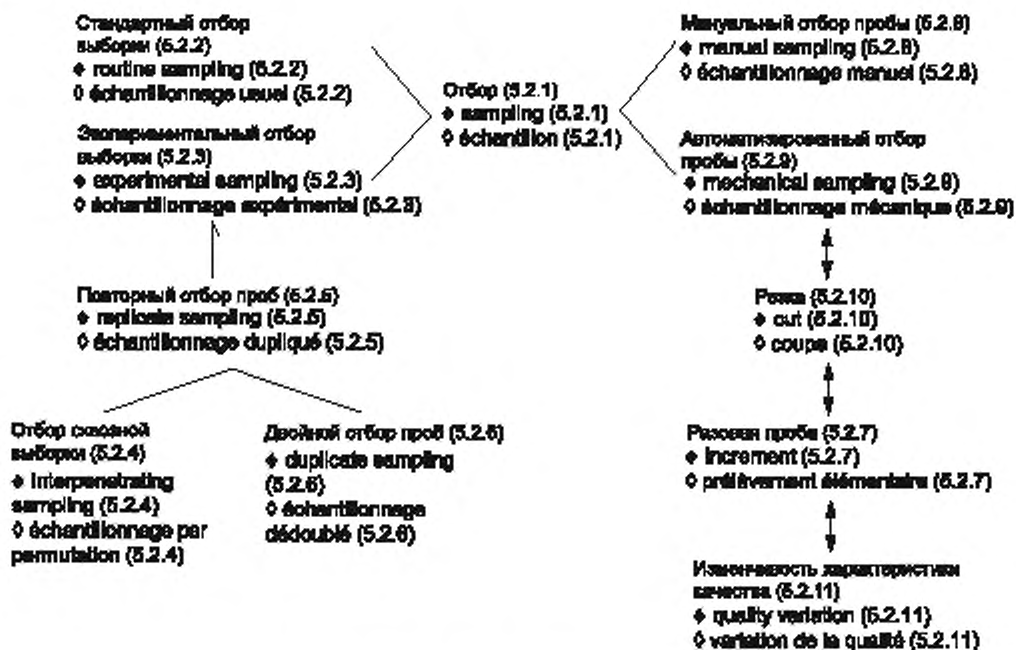 Стандартный отбор
выборки (5.2.2)
♦ routine sampling (5.2.2)
◊ échantillonnage usuel (5.2.2)
Экспериментальный отбор
выборки (5.2.3)
♦ experimental sampling (5.2.3)
◊ échantillonnage expérimental (5.2.3)
Отбор (5.2.1)
♦ sampling (5.2.1)
◊ échantillon (5.2.1)
Мануальный отбор пробы (5.2.8)
♦ manual sampling (5.2.8)
◊ échantillonnage manuel (5.2.8)
Автоматизированный отбор
пробы (5.2.9)
♦ mechanical sampling (5.2.9)
◊ échantillonnage mécanique (5.2.9)
Повторный отбор проб (5.2.5)
♦ replicate sampling (5.2.5)
◊ échantillonnage dupliqué (5.2.5)
Резка (5.2.10)
♦ cut (5.2.10)
◊ coupe (5.2.10)
Отбор сквозной
выборки (5.2.4)
♦ interpenetrating
sampling (5.2.4)
◊ échantillonnage par
permutation (5.2.4)
Двойной отбор проб (5.2.6)
♦ duplicate sampling
(5.2.6)
◊ échantillonnage
dédoublé (5.2.6)
Разовая проба (5.2.7)
♦ increment (5.2.7)
◊ prélèvement élémentaire (5.2.7)
Изменчивость характеристики
качества (5.2.11)
♦ quality variation (5.2.11)
◊ variation de la qualité (5.2.11)